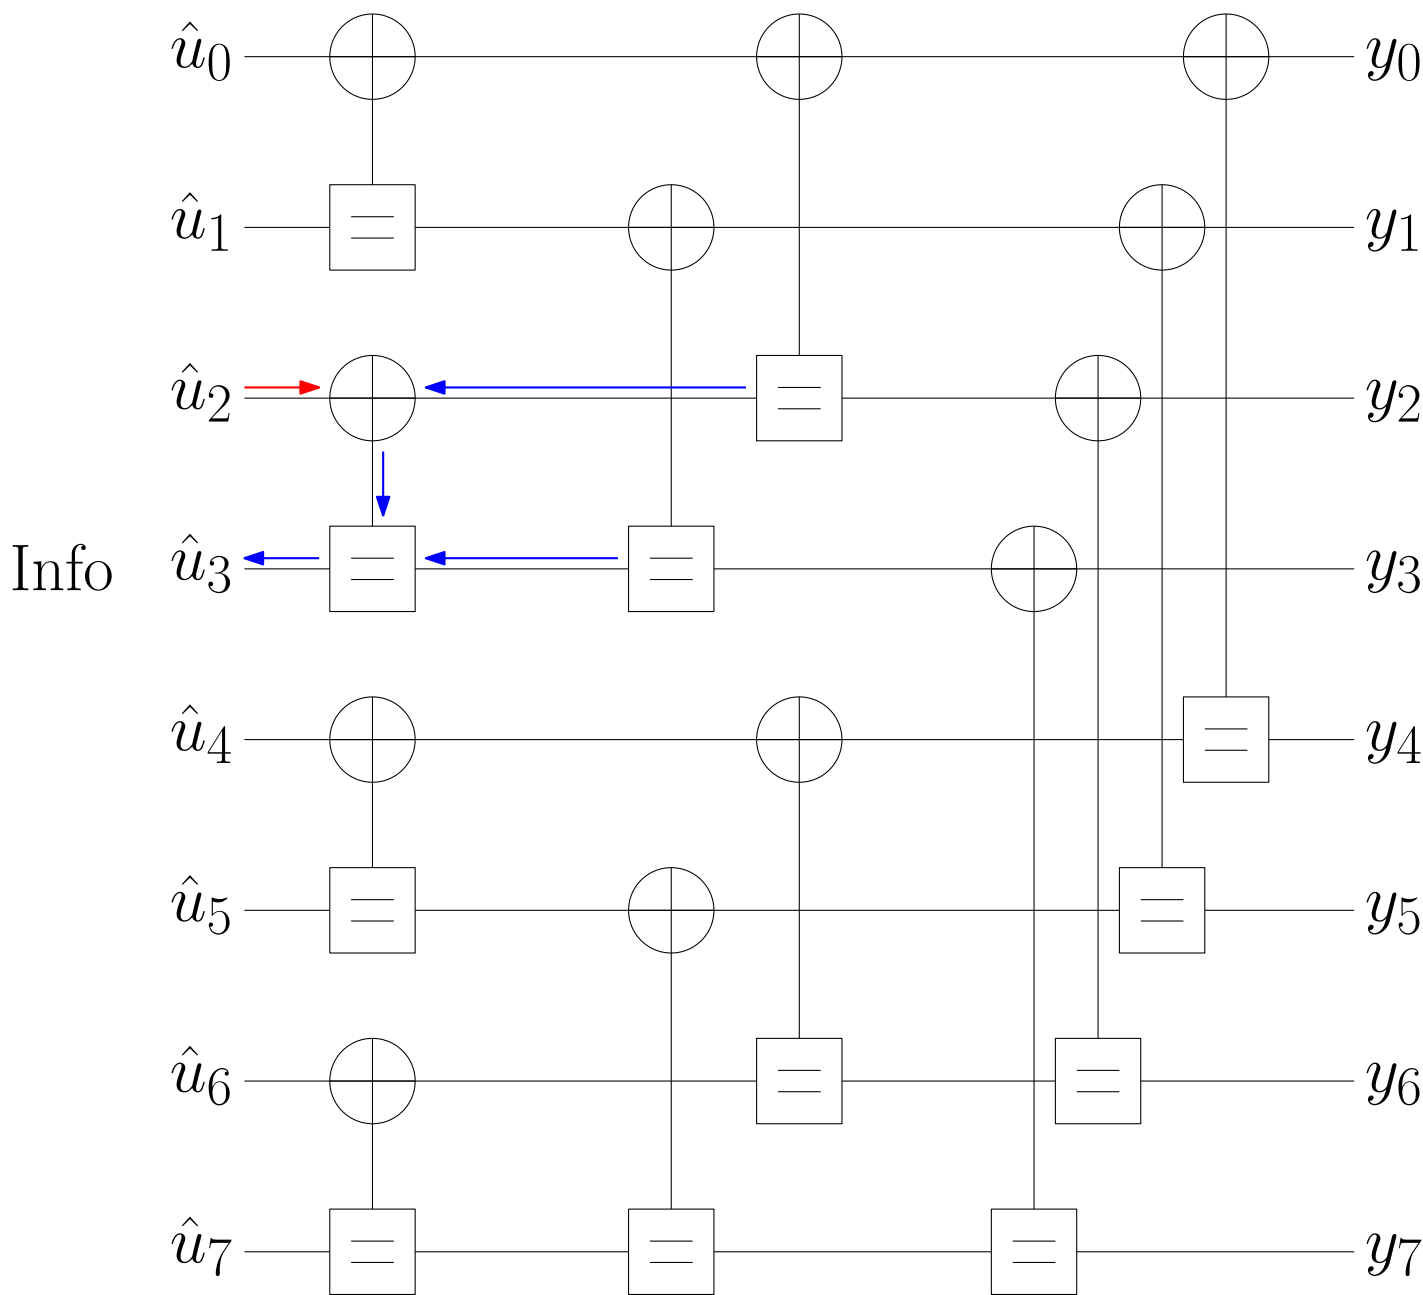 û₀ y₀
û₁ y₁
û₂ y₂
Info û₃ y₃
û₄ y₄
û₅ y₅
û₆ y₆
û₇ y₇